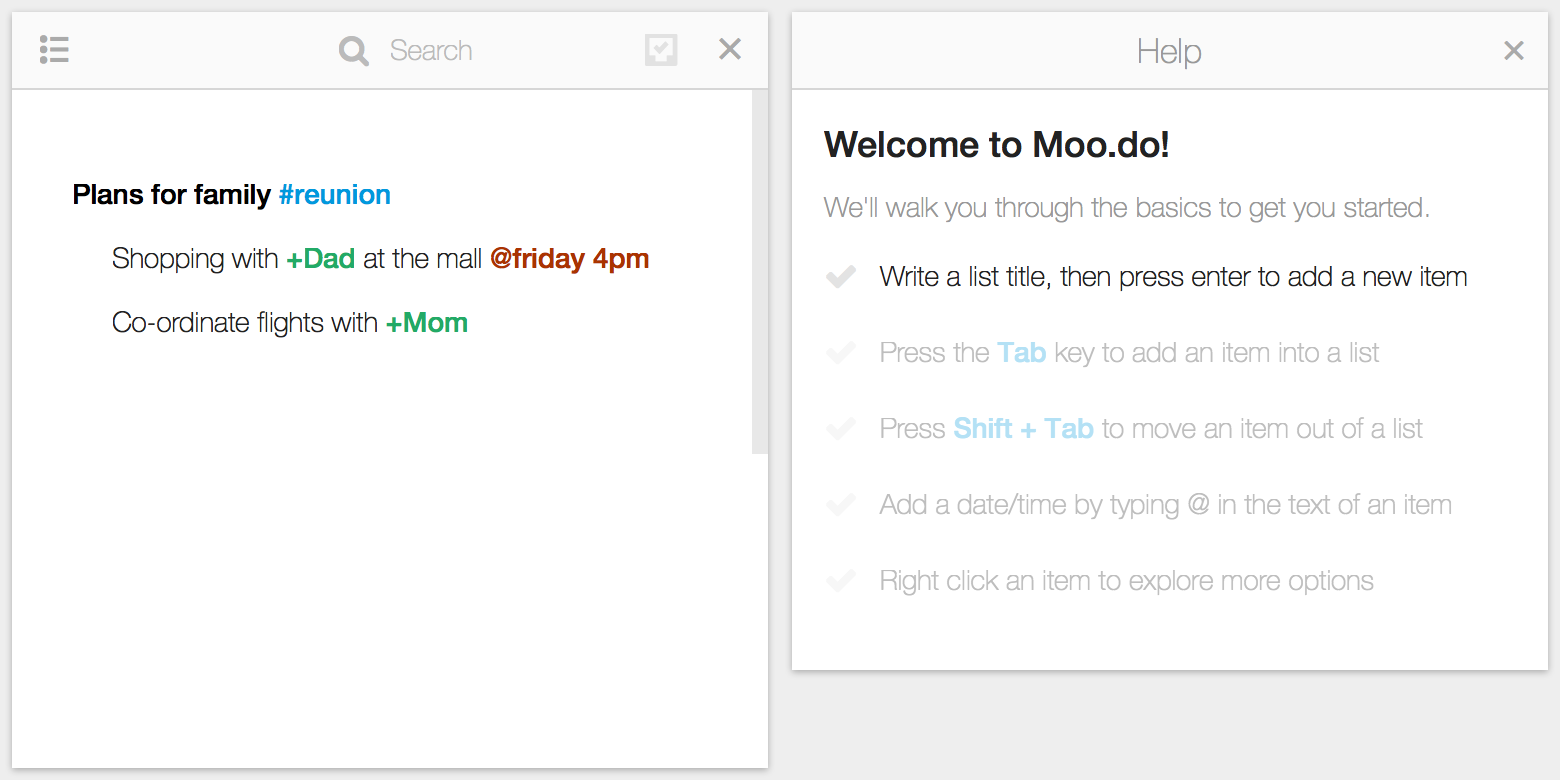 Search
Plans for family #reunion
Shopping with +Dad at the mall @friday 4pm
Co-ordinate flights with +Mom
Help
Welcome to Moo.do!
We'll walk you through the basics to get you started.
Write a list title, then press enter to add a new item
Press the Tab key to add an item into a list
Press Shift + Tab to move an item out of a list
Add a date/time by typing @ in the text of an item
Right click an item to explore more options